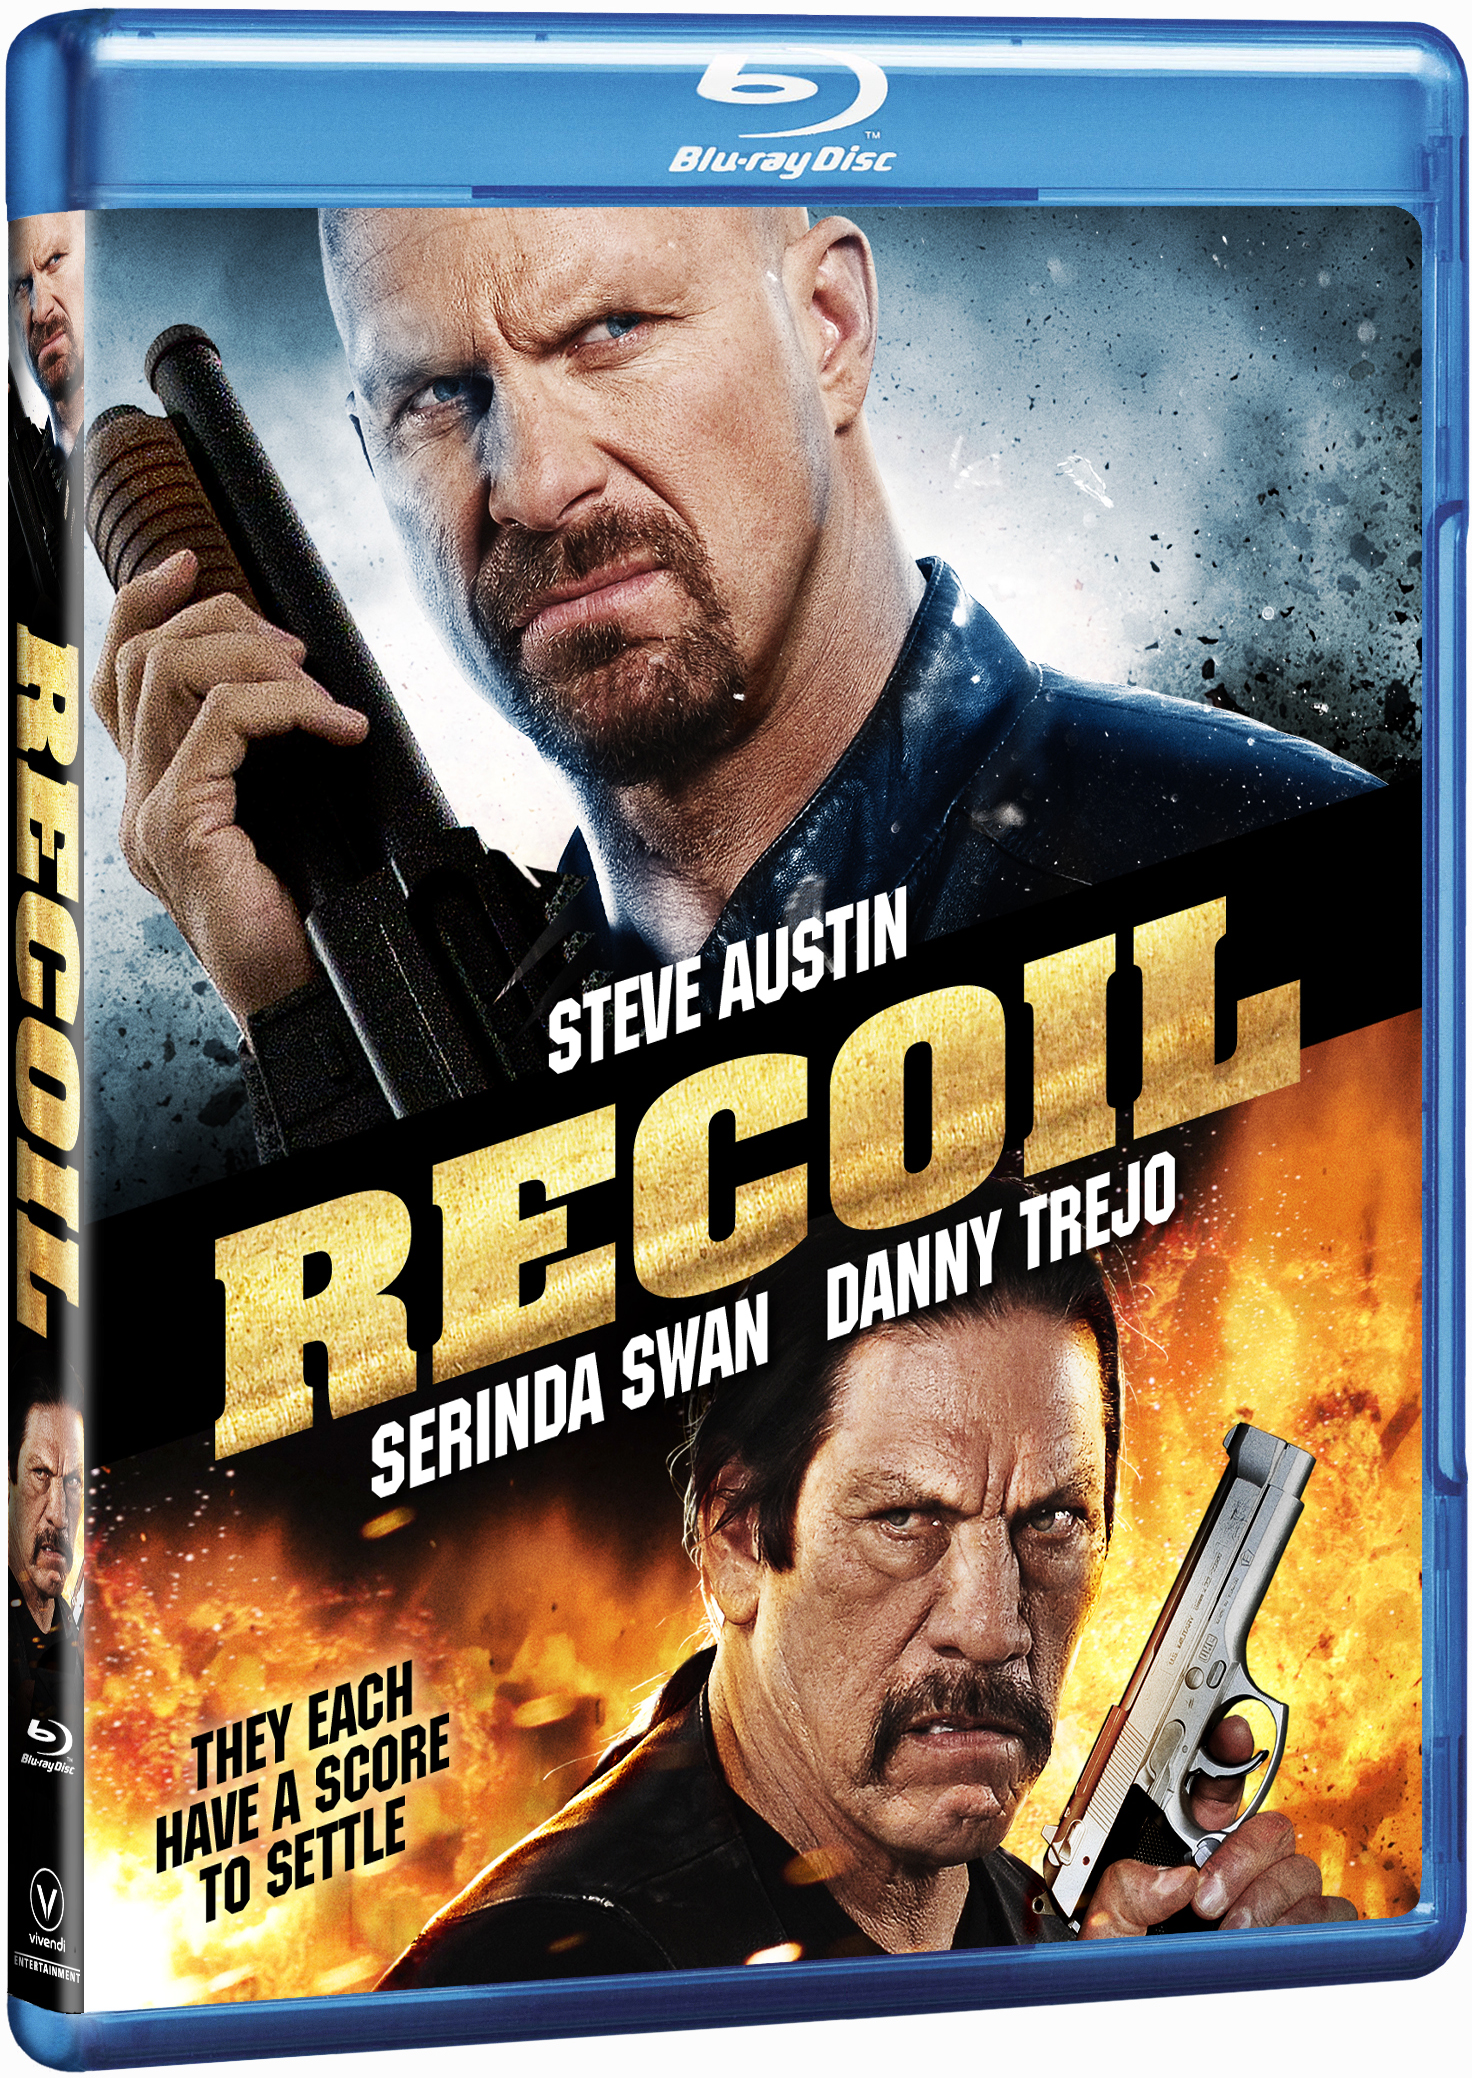 Blu-ray Disc
TM
STEVE AUSTIN
RECOIL
SERINDA SWAN
DANNY TREJO
THEY EACH
HAVE A SCORE
TO SETTLE
RECOIL
Blu-ray Disc
V
vivendi
ENTERTAINMENT